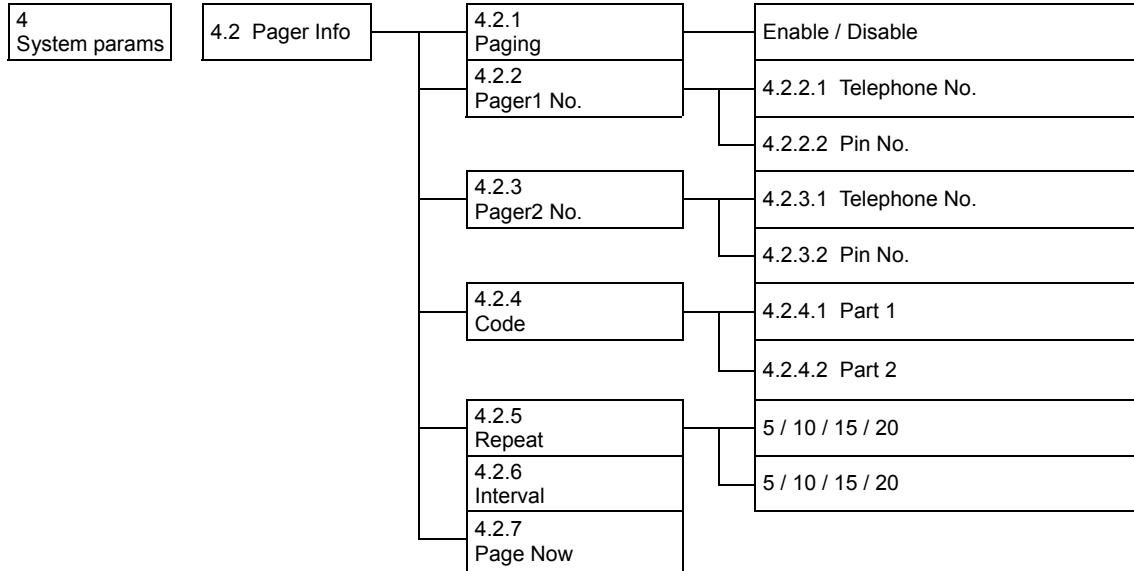 4
System params
4.2 Pager Info
4.2.1
Paging
Enable / Disable
4.2.2
Pager1 No.
4.2.2.1 Telephone No.
4.2.2.2 Pin No.
4.2.3
Pager2 No.
4.2.3.1 Telephone No.
4.2.3.2 Pin No.
4.2.4
Code
4.2.4.1 Part 1
4.2.4.2 Part 2
4.2.5
Repeat
5 / 10 / 15 / 20
4.2.6
Interval
5 / 10 / 15 / 20
4.2.7
Page Now